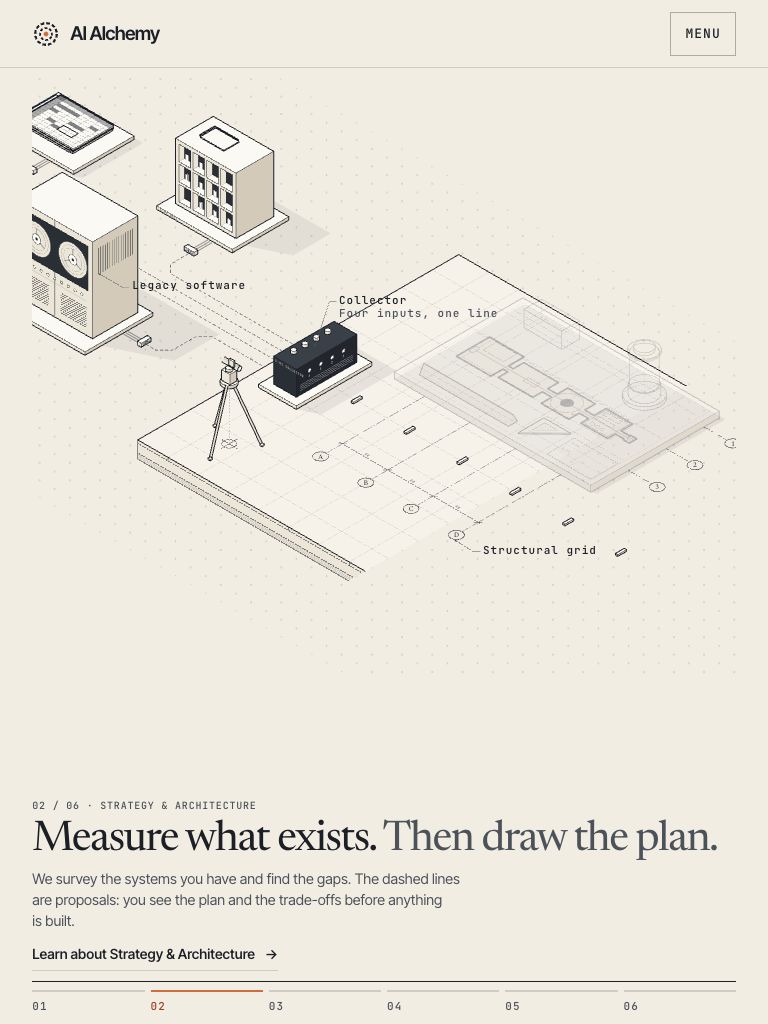 AI Alchemy
MENU
Legacy software
Collector
Four inputs, one line
A
B
C
D
1
2
3
Structural grid
02 / 06 · STRATEGY & ARCHITECTURE
Measure what exists. Then draw the plan.
We survey the systems you have and find the gaps. The dashed lines
are proposals: you see the plan and the trade-offs before anything
is built.
Learn about Strategy & Architecture →
01 02 03 04 05 06